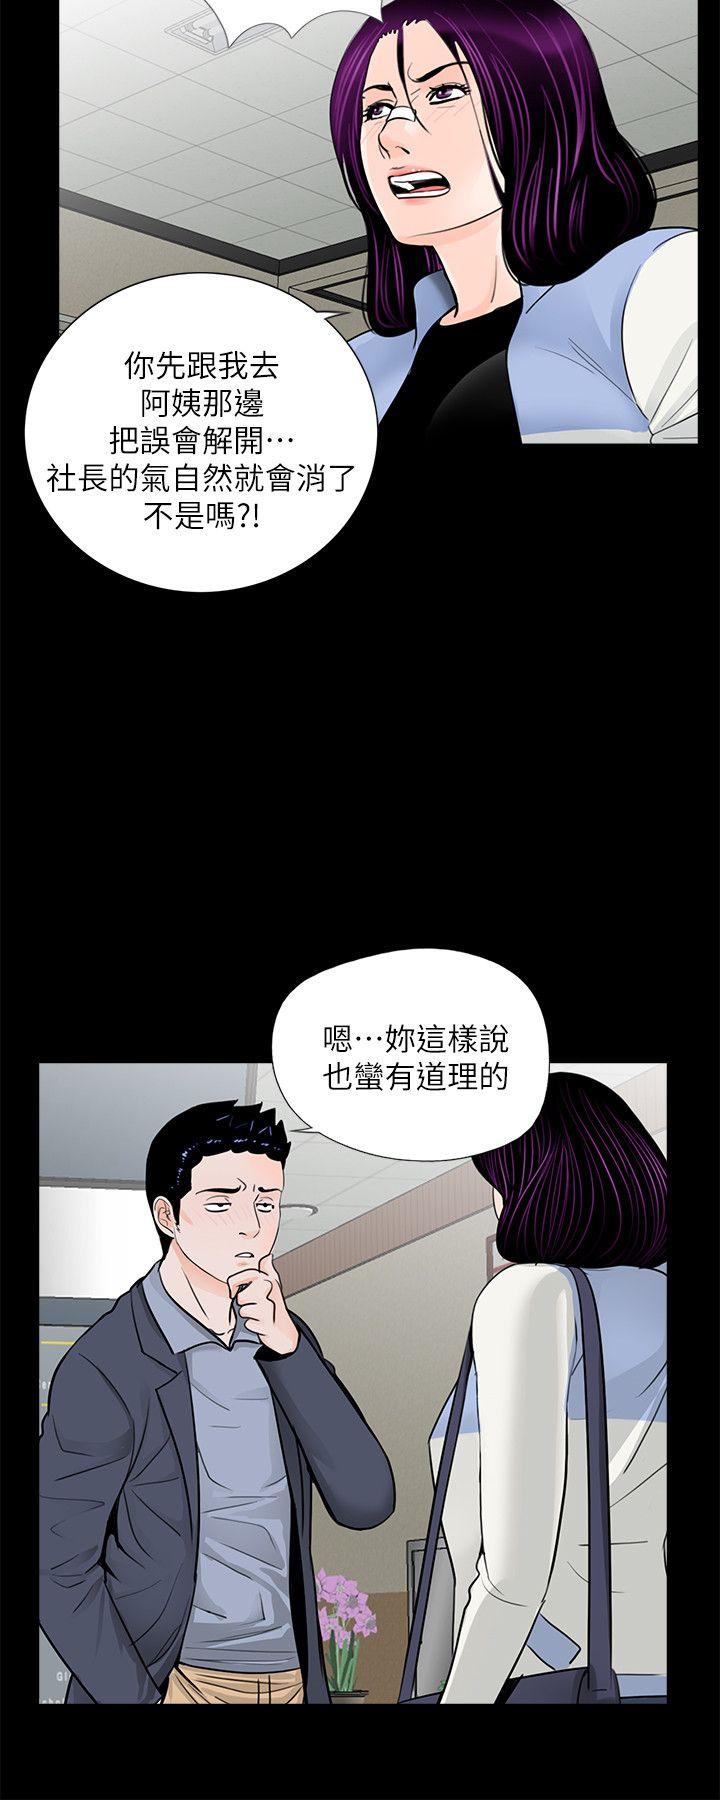 你先跟我去
阿姨那邊
把誤會解開…
社長的氣自然就會消了
不是嗎?!
嗯…妳這樣說
也蠻有道理的